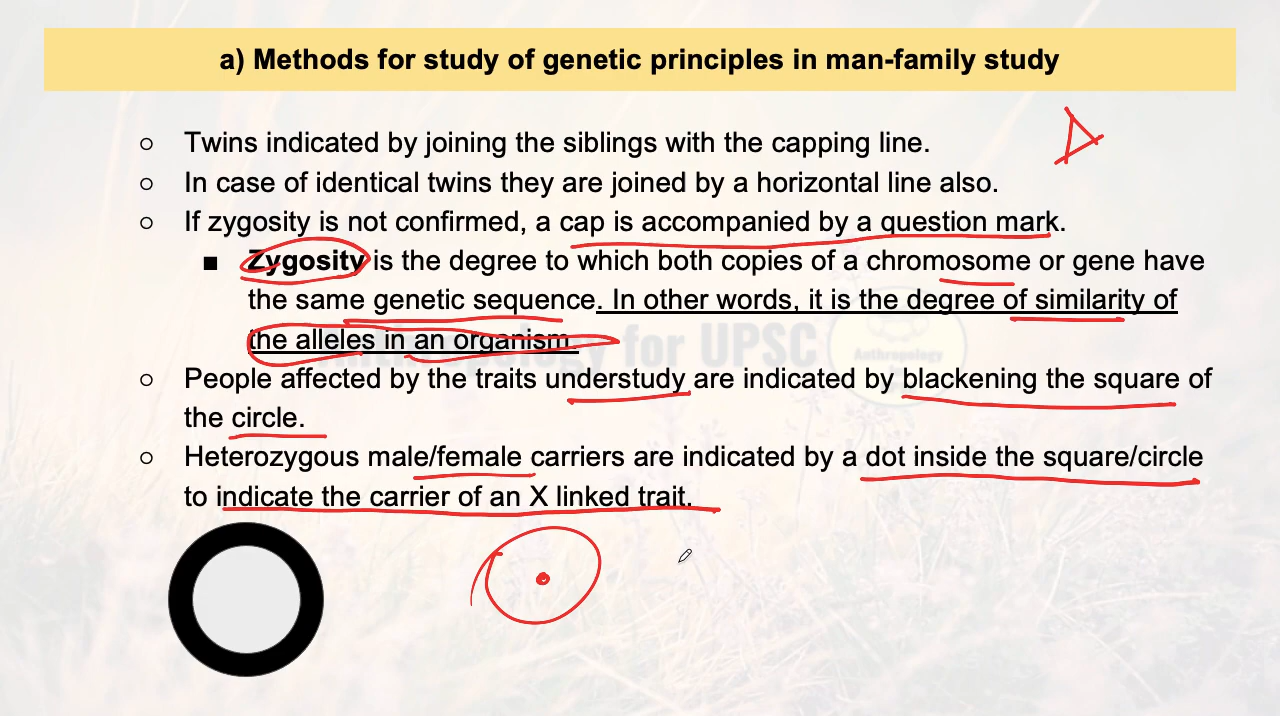 a) Methods for study of genetic principles in man-family study
Twins indicated by joining the siblings with the capping line.
In case of identical twins they are joined by a horizontal line also.
If zygosity is not confirmed, a cap is accompanied by a question mark.
Zygosity is the degree to which both copies of a chromosome or gene have
the same genetic sequence. In other words, it is the degree of similarity of
the alleles in an organism.
Anthropology for UPSC
Anthropology
People affected by the traits understudy are indicated by blackening the square of
the circle.
Heterozygous male/female carriers are indicated by a dot inside the square/circle
to indicate the carrier of an X linked trait.